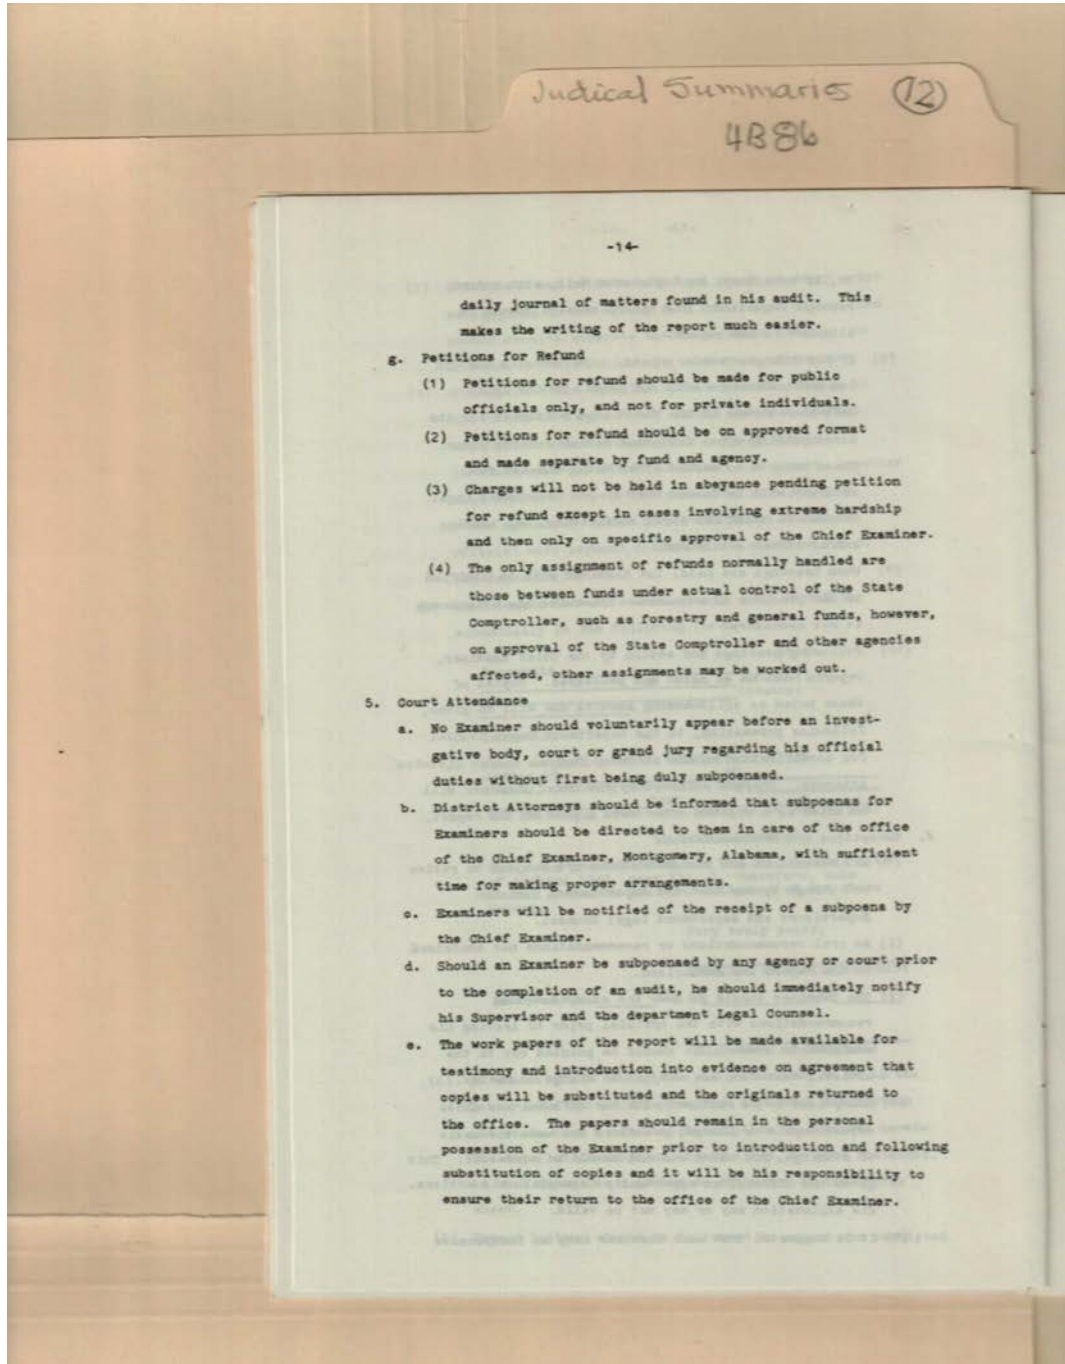 Judical Summaries 12
4B86
-14-
daily journal of matters found in his audit. This
makes the writing of the report much easier.
g. Petitions for Refund
(1) Petitions for refund should be made for public
officials only, and not for private individuals.
(2) Petitions for refund should be on approved format
and made separate by fund and agency.
(3) Charges will not be held in abeyance pending petition
for refund except in cases involving extreme hardship
and then only on specific approval of the Chief Examiner.
(4) The only assignment of refunds normally handled are
those between funds under actual control of the State
Comptroller, such as forestry and general funds, however,
on approval of the State Comptroller and other agencies
affected, other assignments may be worked out.
5. Court Attendance
a. No Examiner should voluntarily appear before an invest-
gative body, court or grand jury regarding his official
duties without first being duly subpoenaed.
b. District Attorneys should be informed that subpoenas for
Examiners should be directed to them in care of the office
of the Chief Examiner, Montgomery, Alabama, with sufficient
time for making proper arrangements.
c. Examiners will be notified of the receipt of a subpoena by
the Chief Examiner.
d. Should an Examiner be subpoenaed by any agency or court prior
to the completion of an audit, he should immediately notify
his Supervisor and the department Legal Counsel.
e. The work papers of the report will be made available for
testimony and introduction into evidence on agreement that
copies will be substituted and the originals returned to
the office. The papers should remain in the personal
possession of the Examiner prior to introduction and following
substitution of copies and it will be his responsibility to
ensure their return to the office of the Chief Examiner.